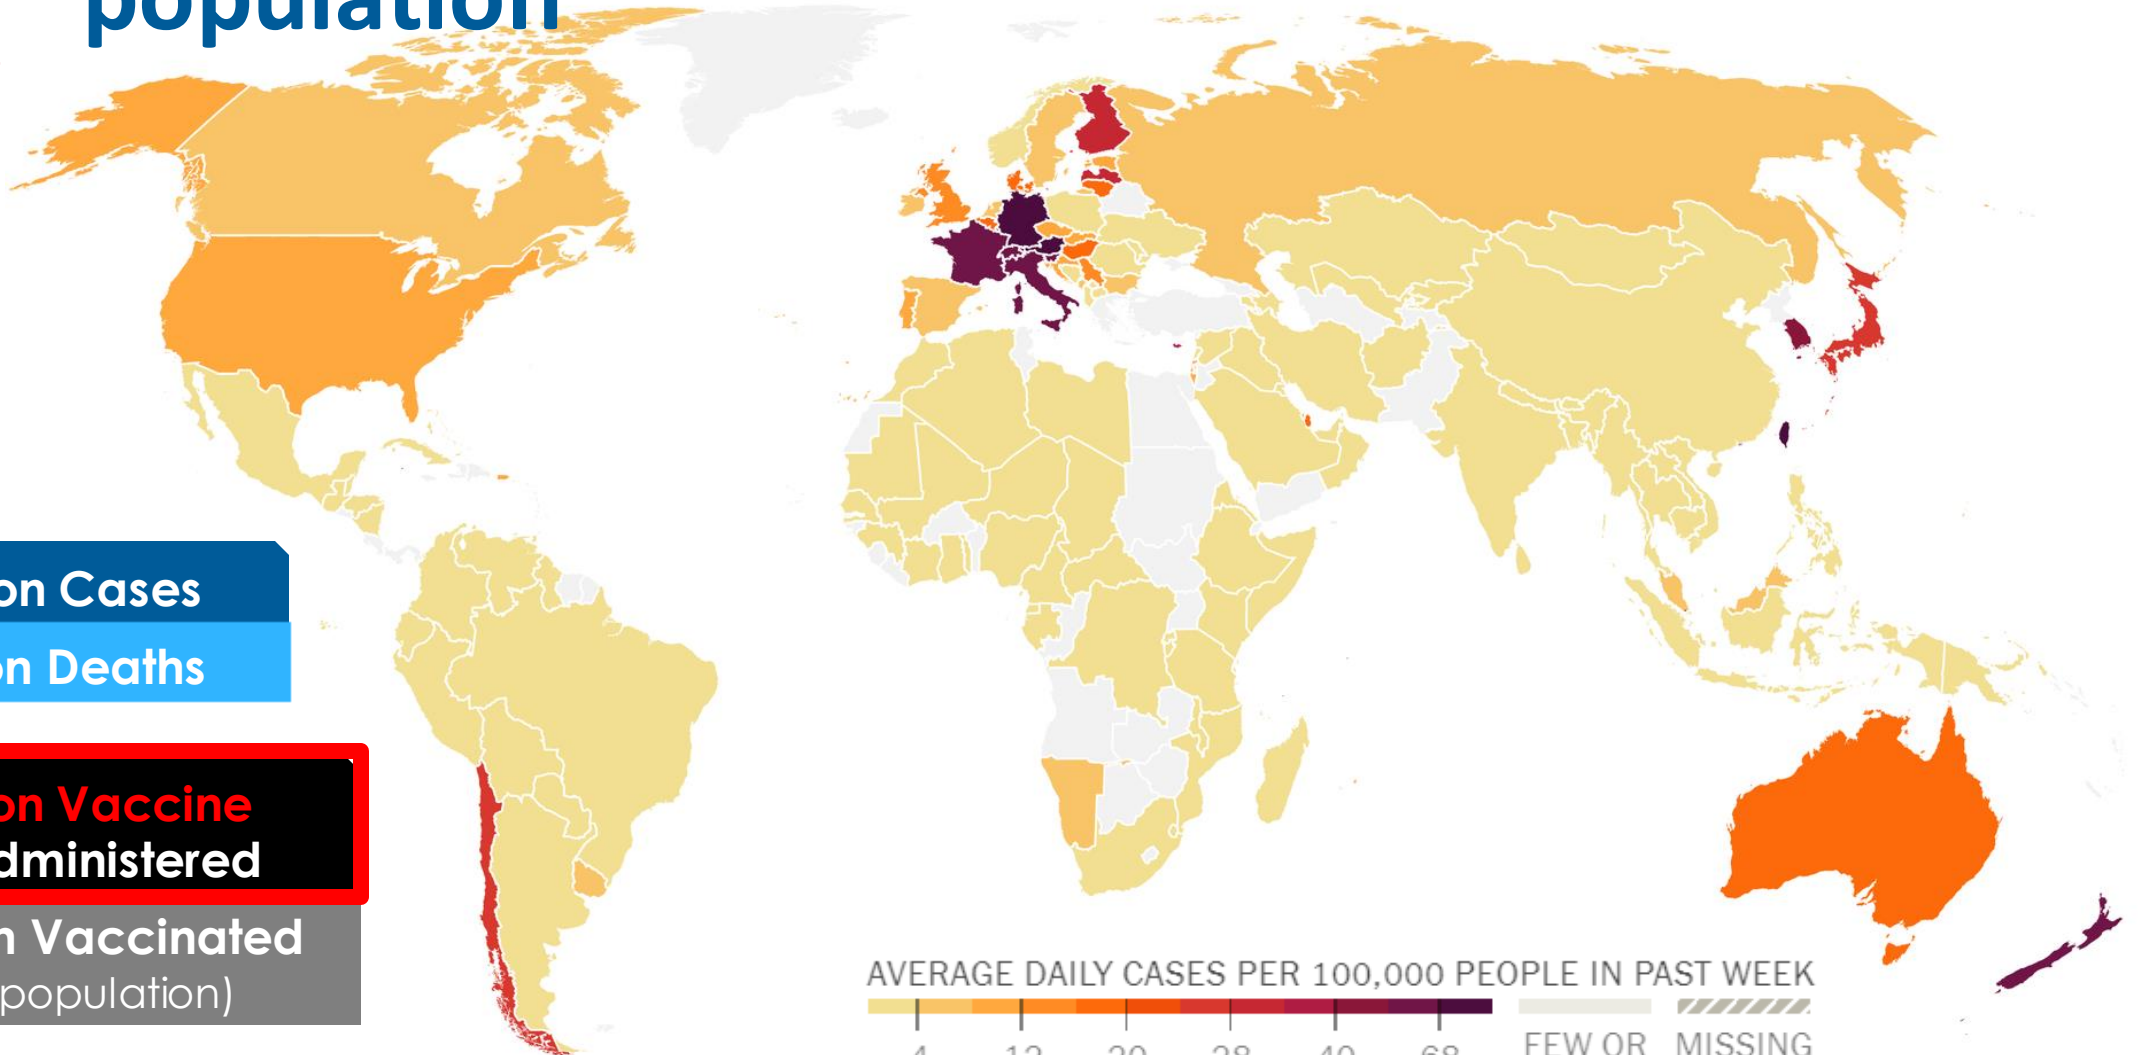 population
on Cases
on Deaths
on Vaccine
dministered
n Vaccinated
population)
AVERAGE DAILY CASES PER 100,000 PEOPLE IN PAST WEEK
4 12 20 28 40 68
FEW OR MISSING